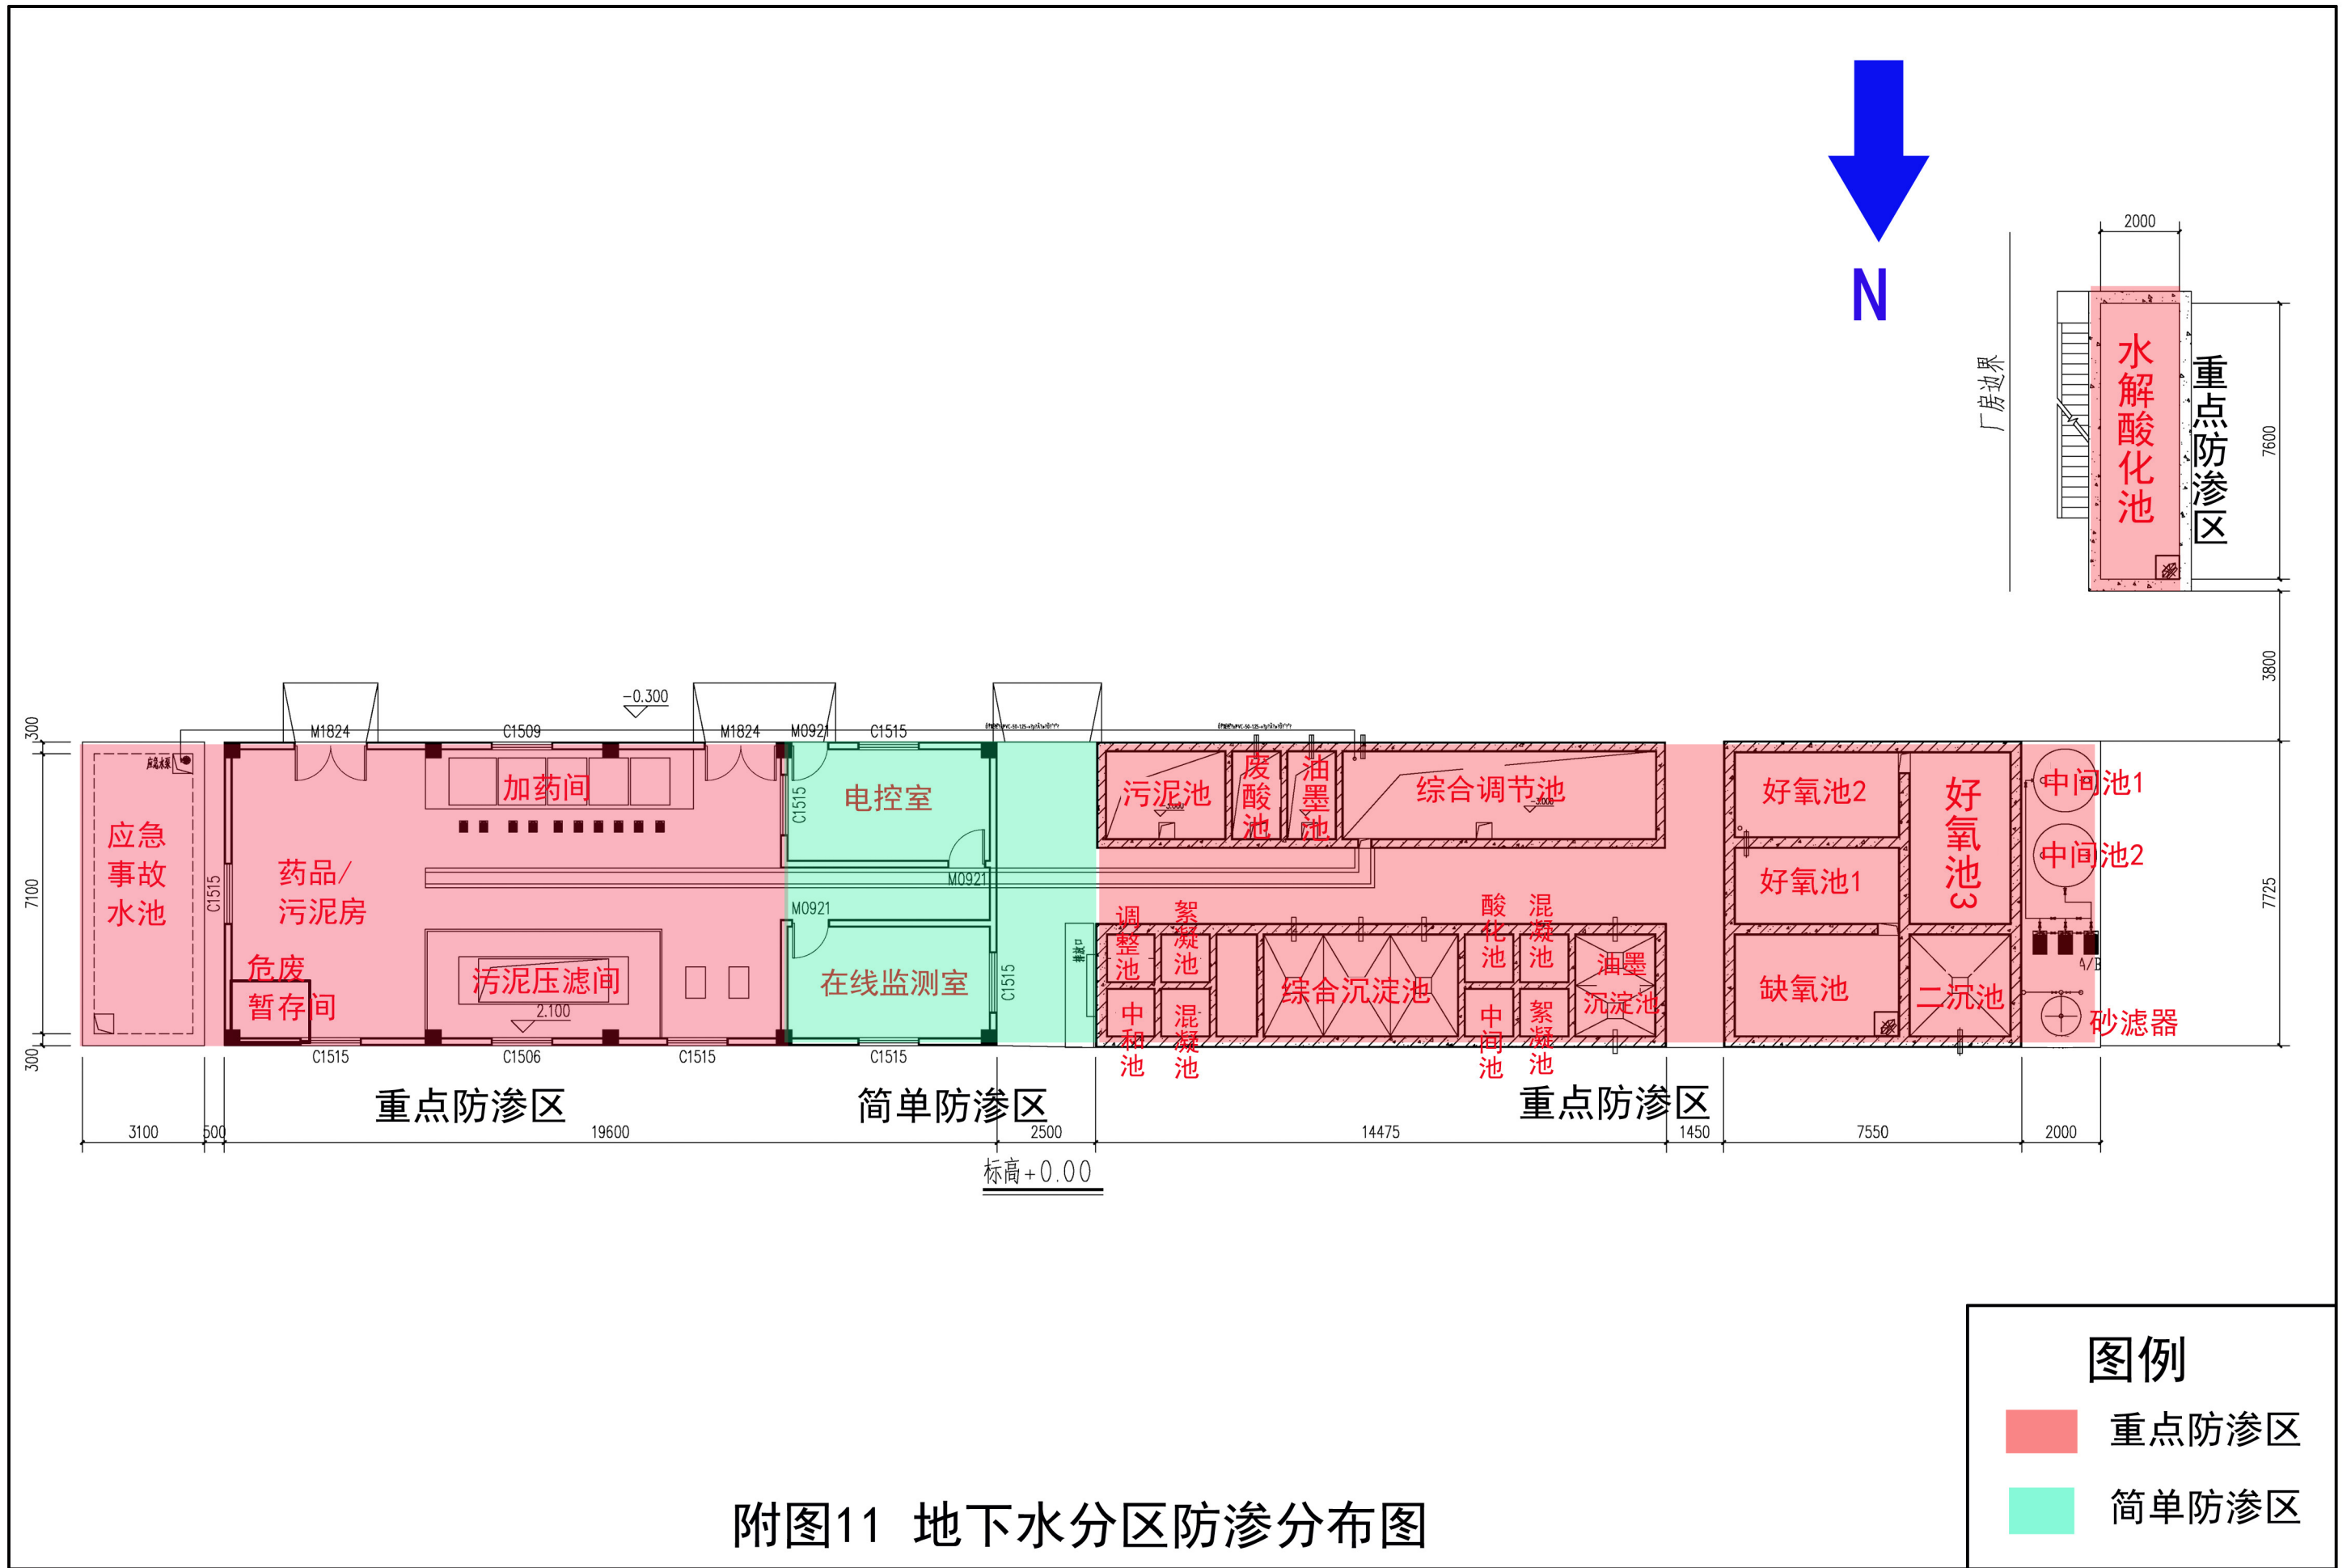 N
2000
厂房边界
水解酸化池
重点防渗区
7600
3800
-0.300
300
M1824
C1509
M1824
M0921
C1515
应急水泵
加药间
C1515
电控室
污泥池
废酸池
油墨池
综合调节池
-3.000
好氧池2
好氧池3
中间池1
中间池2
应急
事故
水池
7100
C1515
药品/
污泥房
M0921
M0921
好氧池1
7725
调整池
絮凝池
酸化池
混凝池
排放口
危废
暂存间
污泥压滤间
2.100
在线监测室
C1515
综合沉淀池
油墨
沉淀池
缺氧池
二沉池
A/B
砂滤器
中和池
混凝池
中间池
絮凝池
300
C1515
C1506
C1515
C1515
重点防渗区
简单防渗区
重点防渗区
3100
500
19600
2500
14475
1450
7550
2000
标高+0.00
图例
重点防渗区
简单防渗区
附图11 地下水分区防渗分布图